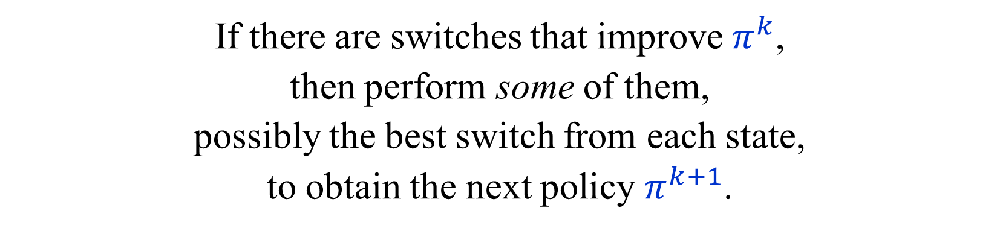 If there are switches that improve π^k,
then perform some of them,
possibly the best switch from each state,
to obtain the next policy π^{k+1}.